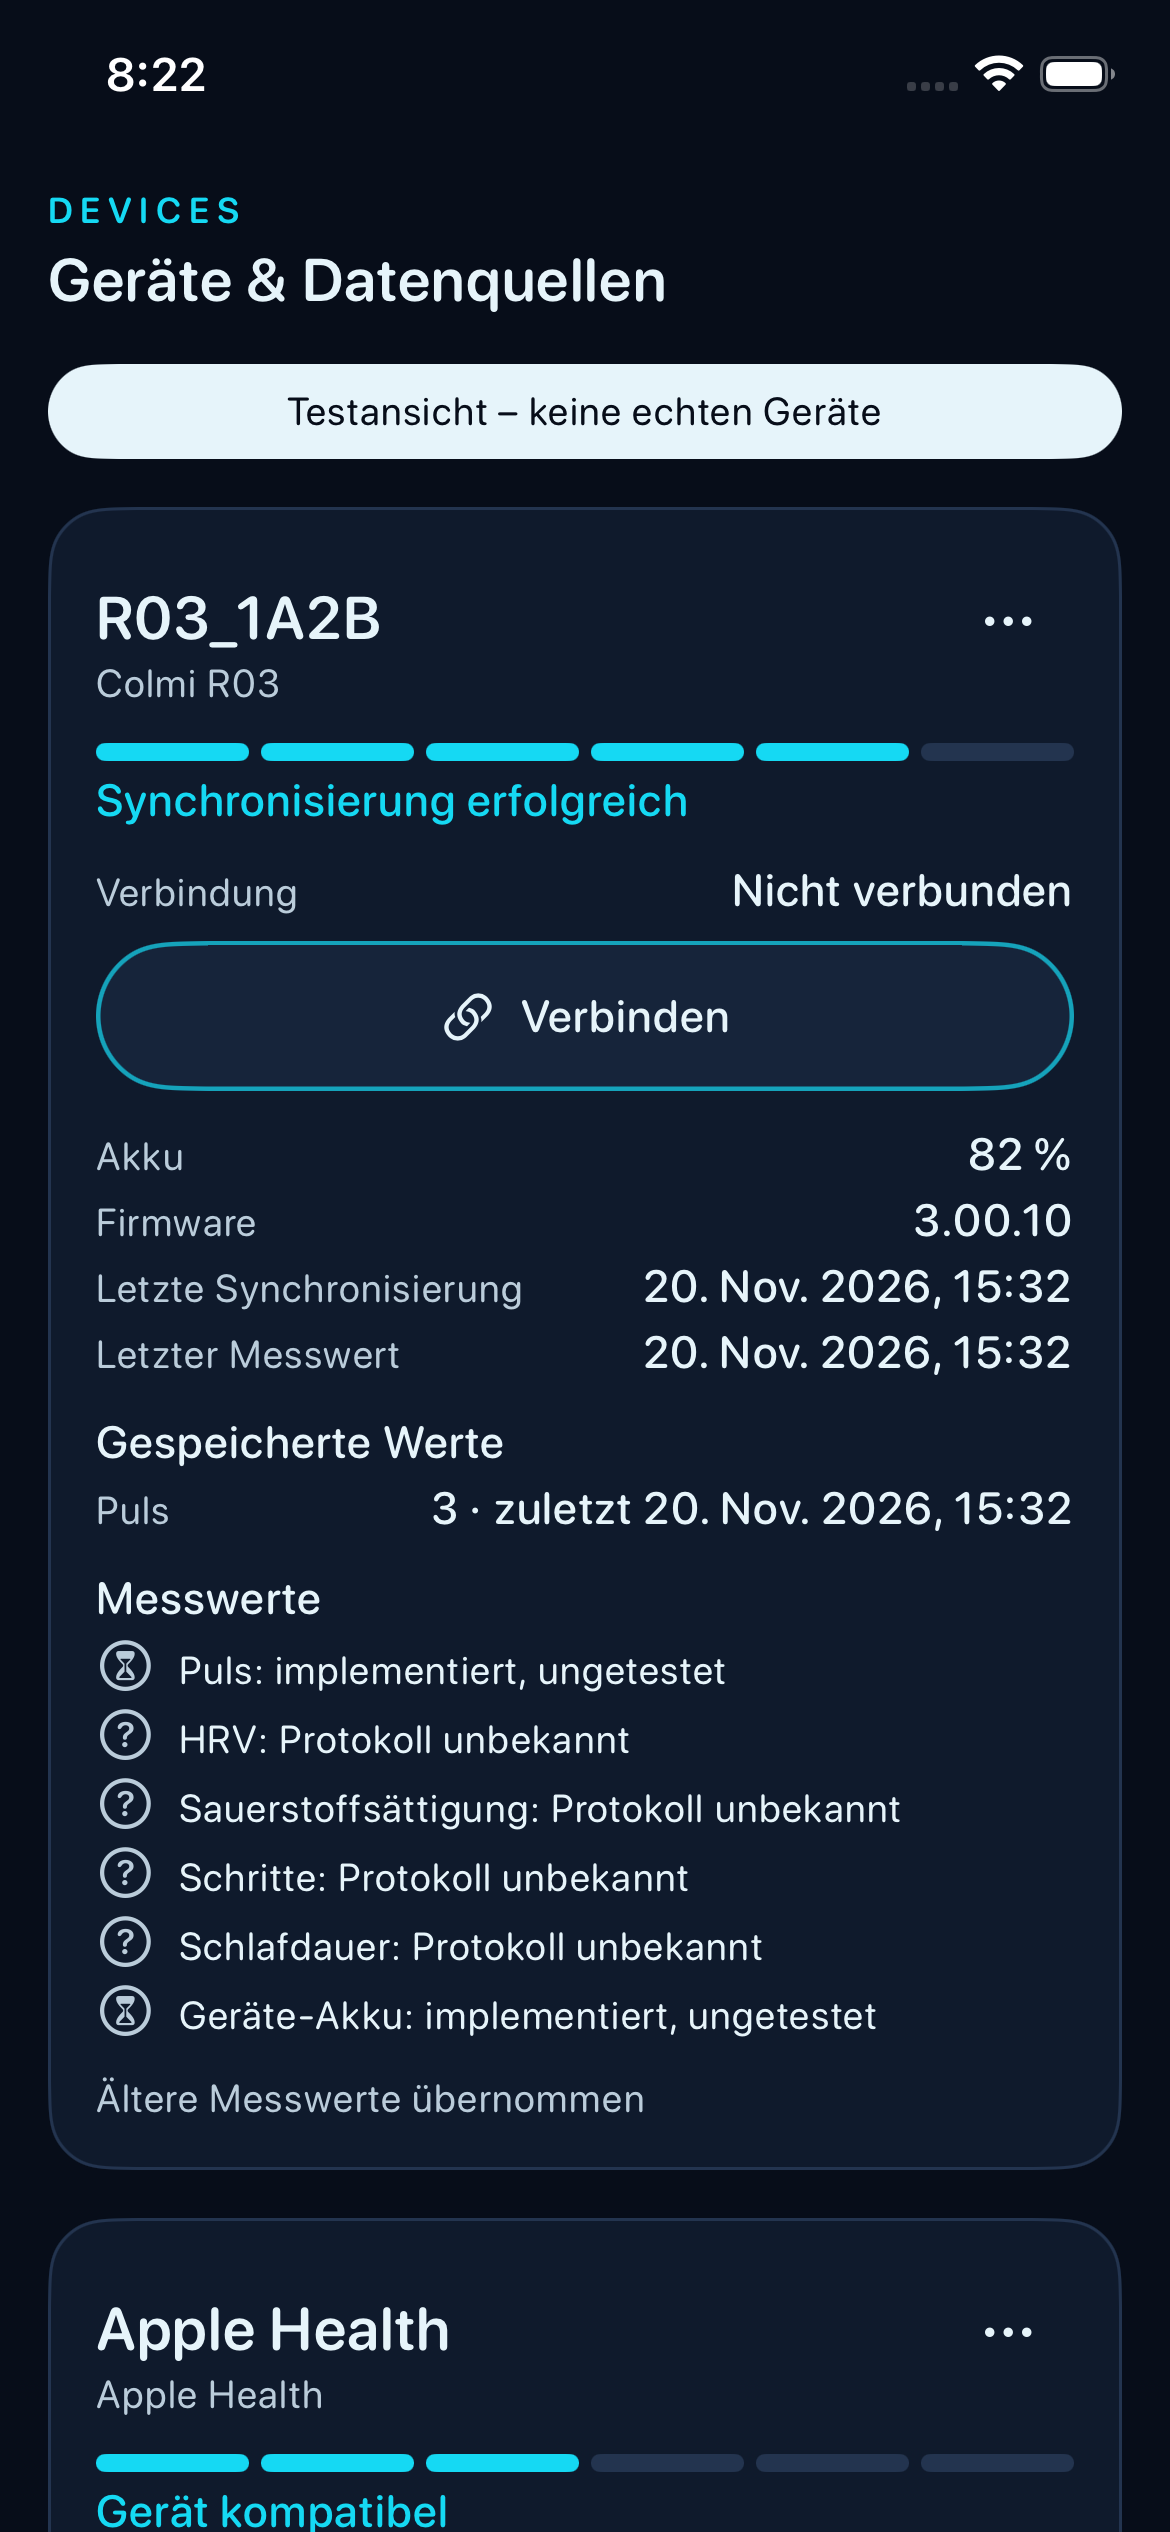 8:22
DEVICES
Geräte & Datenquellen
Testansicht – keine echten Geräte
R03_1A2B
Colmi R03
Synchronisierung erfolgreich
Verbindung Nicht verbunden
Verbinden
Akku 82 %
Firmware 3.00.10
Letzte Synchronisierung 20. Nov. 2026, 15:32
Letzter Messwert 20. Nov. 2026, 15:32
Gespeicherte Werte
Puls 3 · zuletzt 20. Nov. 2026, 15:32
Messwerte
Puls: implementiert, ungetestet
? HRV: Protokoll unbekannt
? Sauerstoffsättigung: Protokoll unbekannt
? Schritte: Protokoll unbekannt
? Schlafdauer: Protokoll unbekannt
Geräte-Akku: implementiert, ungetestet
Ältere Messwerte übernommen
Apple Health
Apple Health
Gerät kompatibel